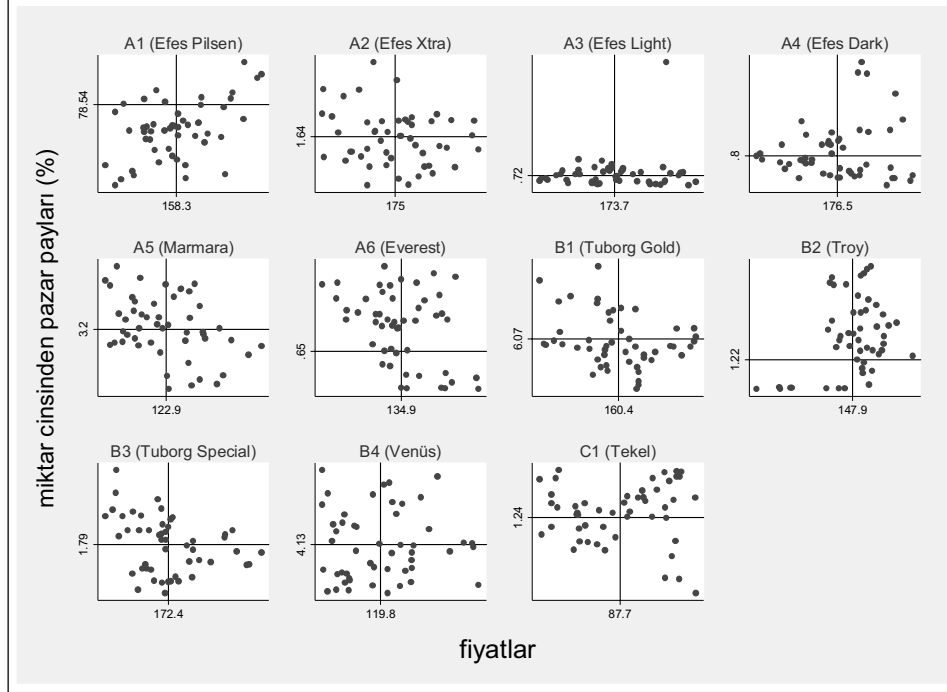 A1 (Efes Pilsen)
78.54
158.3
A2 (Efes Xtra)
1.64
175
A3 (Efes Light)
.72
173.7
A4 (Efes Dark)
.8
176.5
A5 (Marmara)
3.2
122.9
A6 (Everest)
.65
134.9
B1 (Tuborg Gold)
6.07
160.4
B2 (Troy)
1.22
147.9
B3 (Tuborg Special)
1.79
172.4
B4 (Venüs)
4.13
119.8
C1 (Tekel)
1.24
87.7
miktar cinsinden pazar payları (%)
fiyatlar